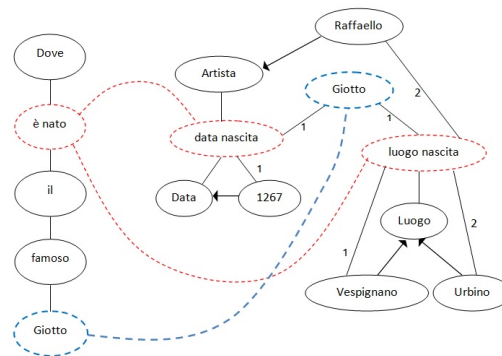 Dove
è nato
il
famoso
Giotto
Raffaello
Artista
Giotto
2
1
1
data nascita
luogo nascita
1
Data
1267
Luogo
1
2
Vespignano
Urbino